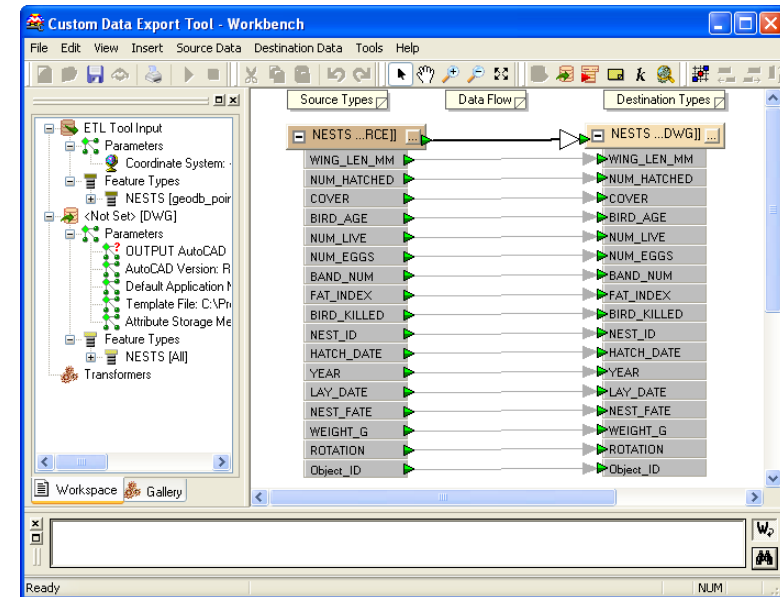 Custom Data Export Tool - Workbench
File Edit View Insert Source Data Destination Data Tools Help
Source Types
Data Flow
Destination Types
ETL Tool Input
Parameters
Coordinate System:
Feature Types
NESTS [geodb_poir
<Not Set> [DWG]
Parameters
OUTPUT AutoCAD
AutoCAD Version: R
Default Application N
Template File: C:\Pr
Attribute Storage Me
Feature Types
NESTS [All]
Transformers
Workspace Gallery
NESTS ...RCE]] ...
WING_LEN_MM
NUM_HATCHED
COVER
BIRD_AGE
NUM_LIVE
NUM_EGGS
BAND_NUM
FAT_INDEX
BIRD_KILLED
NEST_ID
HATCH_DATE
YEAR
LAY_DATE
NEST_FATE
WEIGHT_G
ROTATION
Object_ID
NESTS ...DWG]] ...
WING_LEN_MM
NUM_HATCHED
COVER
BIRD_AGE
NUM_LIVE
NUM_EGGS
BAND_NUM
FAT_INDEX
BIRD_KILLED
NEST_ID
HATCH_DATE
YEAR
LAY_DATE
NEST_FATE
WEIGHT_G
ROTATION
Object_ID
Ready
NUM